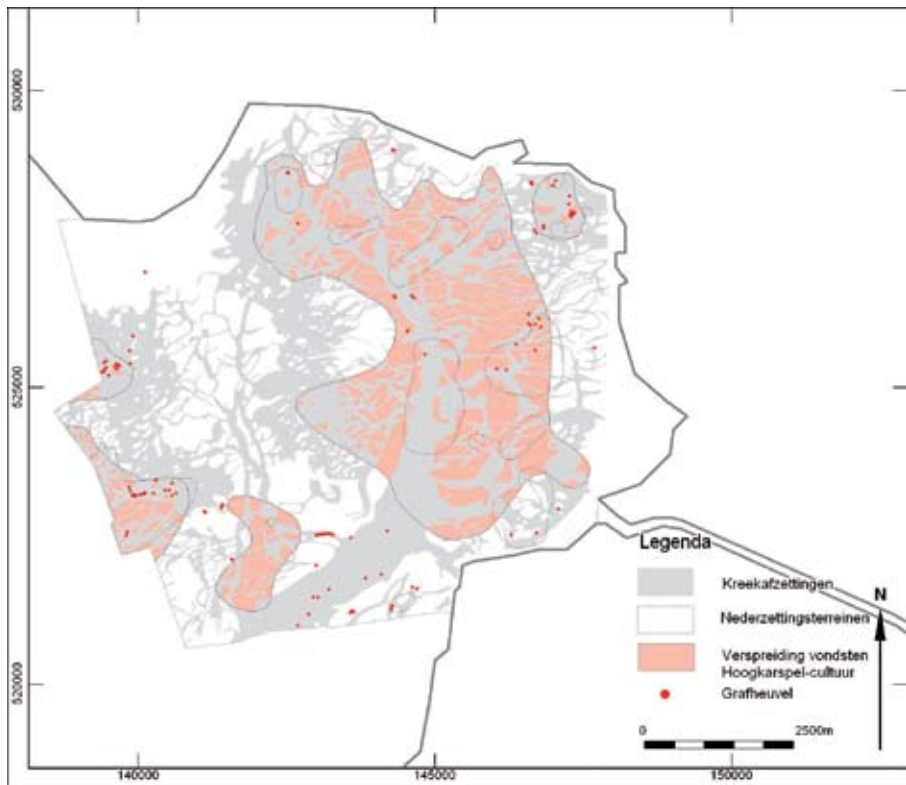 530000
525000
520000
140000
145000
150000
Legenda
Kreekafzettingen
Nederzettingsterreinen
Verspreiding vondsten
Hoogkarspel-cultuur
Grafheuvel
0
2500m
N